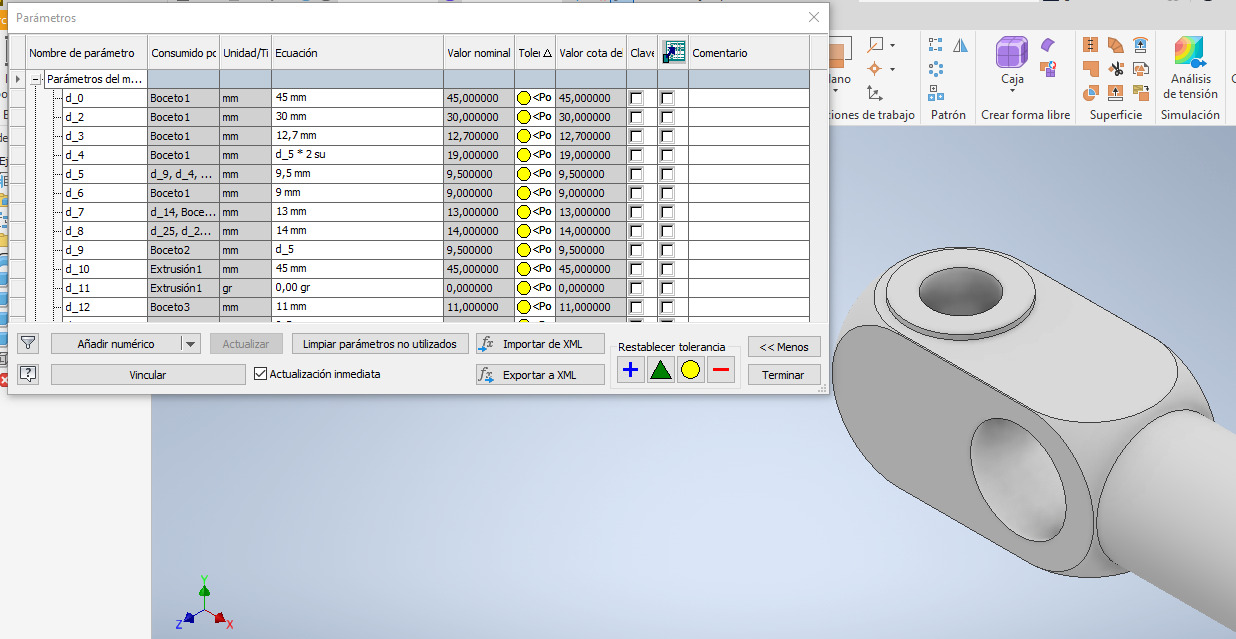 Parámetros
Nombre de parámetro Consumido po Unidad/Ti Ecuación Valor nominal Toler Valor cota del Clave Comentario
Parámetros del m...
d_0 Boceto1 mm 45 mm 45,000000 <Po 45,000000
d_2 Boceto1 mm 30 mm 30,000000 <Po 30,000000
d_3 Boceto1 mm 12,7 mm 12,700000 <Po 12,700000
d_4 Boceto1 mm d_5 * 2 su 19,000000 <Po 19,000000
d_5 d_9, d_4, ... mm 9,5 mm 9,500000 <Po 9,500000
d_6 Boceto1 mm 9 mm 9,000000 <Po 9,000000
d_7 d_14, Boce... mm 13 mm 13,000000 <Po 13,000000
d_8 d_25, d_2... mm 14 mm 14,000000 <Po 14,000000
d_9 Boceto2 mm d_5 9,500000 <Po 9,500000
d_10 Extrusión1 mm 45 mm 45,000000 <Po 45,000000
d_11 Extrusión1 gr 0,00 gr 0,000000 <Po 0,000000
d_12 Boceto3 mm 11 mm 11,000000 <Po 11,000000
Añadir numérico Actualizar Limpiar parámetros no utilizados fx Importar de XML Restablecer tolerancia << Menos
Vincular Actualización inmediata fx Exportar a XML Terminar
ano Caja Análisis
de tensión
iones de trabajo Patrón Crear forma libre Superficie Simulación
Y
Z X